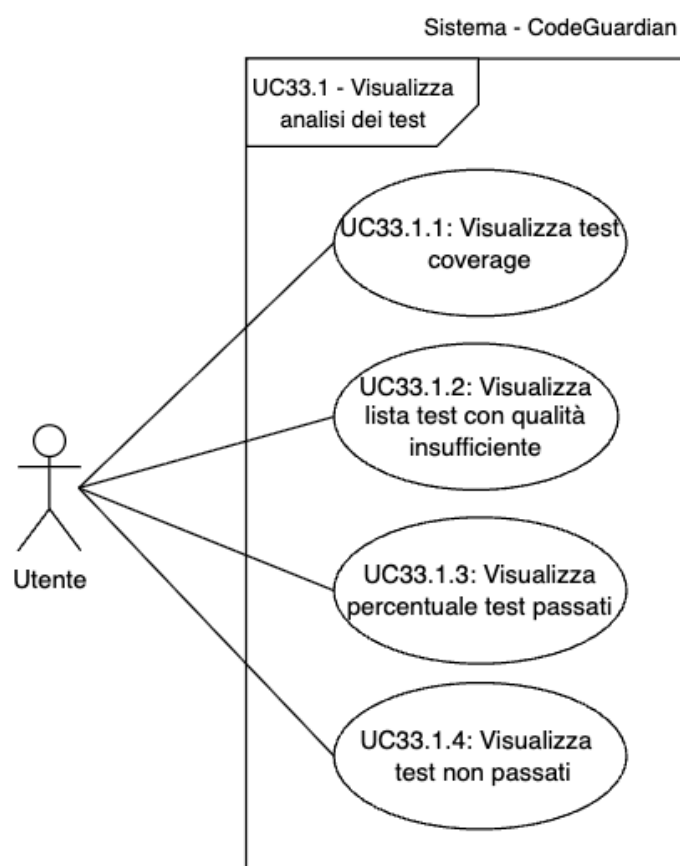 Sistema - CodeGuardian
UC33.1 - Visualizza
analisi dei test
UC33.1.1: Visualizza test
coverage
UC33.1.2: Visualizza
lista test con qualità
insufficiente
Utente
UC33.1.3: Visualizza
percentuale test passati
UC33.1.4: Visualizza
test non passati